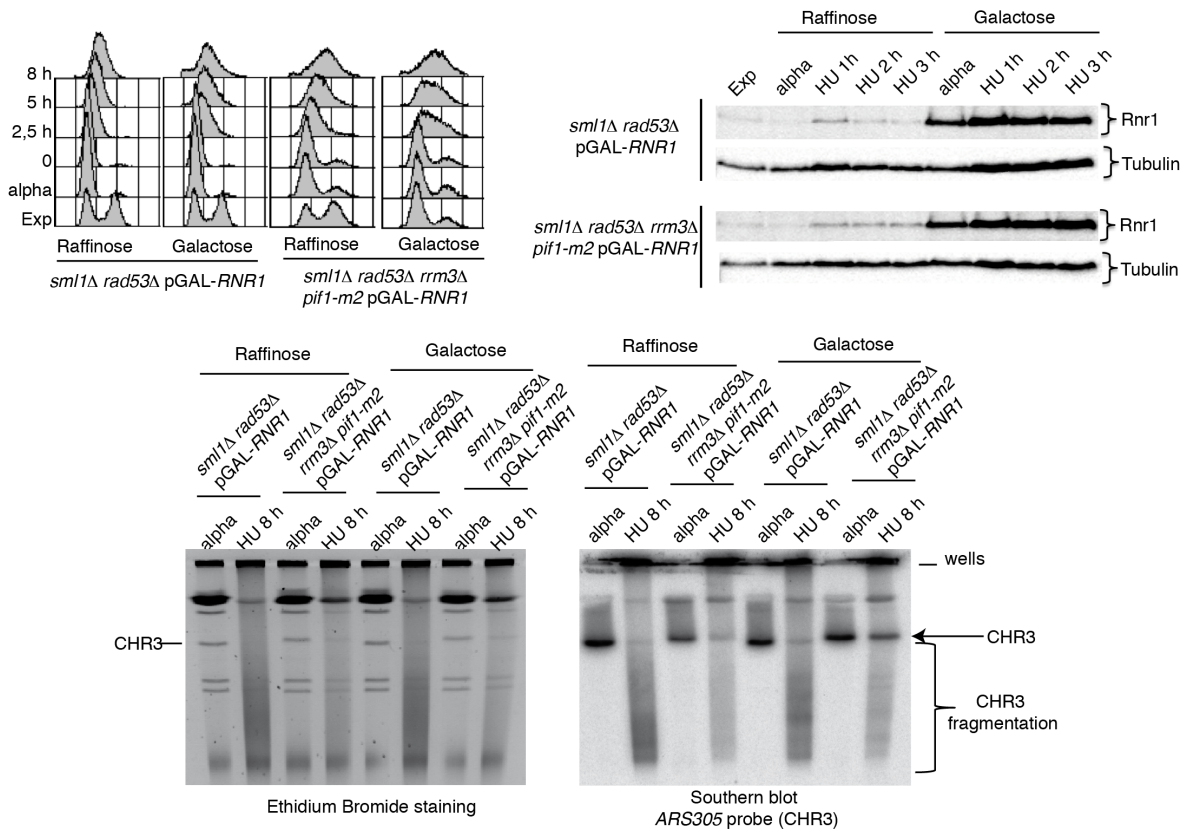 8 h
5 h
2,5 h
0
alpha
Exp
Raffinose
Galactose
Raffinose
Galactose
sml1Δ rad53Δ pGAL-RNR1
sml1Δ rad53Δ rrm3Δ
pif1-m2 pGAL-RNR1
Raffinose
Galactose
Exp
alpha
HU 1h
HU 2 h
HU 3 h
alpha
HU 1h
HU 2 h
HU 3 h
sml1Δ rad53Δ
pGAL-RNR1
Rnr1
Tubulin
sml1Δ rad53Δ rrm3Δ
pif1-m2 pGAL-RNR1
Rnr1
Tubulin
Raffinose
Galactose
sml1Δ rad53Δ
pGAL-RNR1
sml1Δ rad53Δ
rrm3Δ pif1-m2
pGAL-RNR1
sml1Δ rad53Δ
pGAL-RNR1
sml1Δ rad53Δ
rrm3Δ pif1-m2
pGAL-RNR1
alpha
HU 8 h
alpha
HU 8 h
alpha
HU 8 h
alpha
HU 8 h
CHR3
Ethidium Bromide staining
Raffinose
Galactose
sml1Δ rad53Δ
pGAL-RNR1
sml1Δ rad53Δ
rrm3Δ pif1-m2
pGAL-RNR1
sml1Δ rad53Δ
pGAL-RNR1
sml1Δ rad53Δ
rrm3Δ pif1-m2
pGAL-RNR1
alpha
HU 8 h
alpha
HU 8 h
alpha
HU 8 h
alpha
HU 8 h
wells
CHR3
CHR3
fragmentation
Southern blot
ARS305 probe (CHR3)